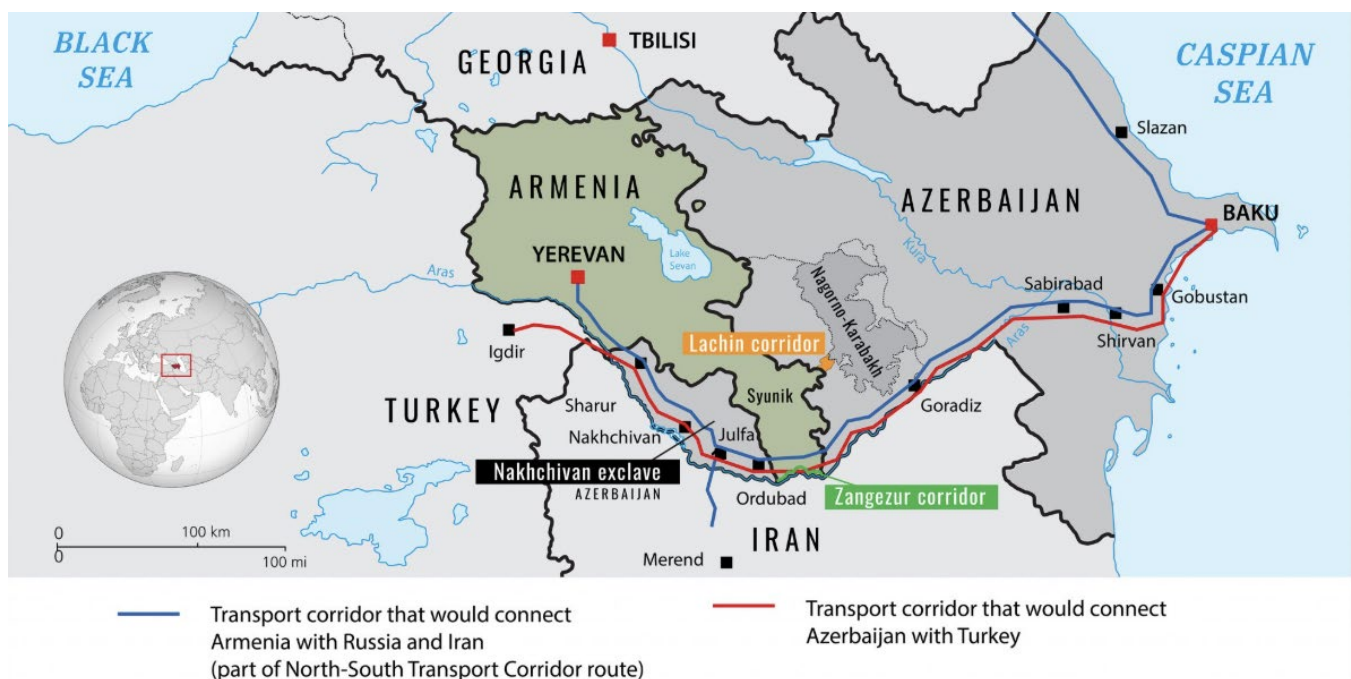 BLACK
SEA
TBILISI
GEORGIA
CASPIAN
SEA
Slazan
ARMENIA
AZERBAIJAN
BAKU
YEREVAN
Lake
Sevan
Kura
Aras
Nagorno-Karabakh
Sabirabad
Gobustan
Aras
Shirvan
Igdir
Lachin corridor
TURKEY
Sharur
Syunik
Goradiz
Nakhchivan
Julfa
Nakhchivan exclave
AZERBAIJAN
Ordubad
Zangezur corridor
IRAN
Merend
0
100 km
0
100 mi
Transport corridor that would connect
Armenia with Russia and Iran
(part of North-South Transport Corridor route)
Transport corridor that would connect
Azerbaijan with Turkey